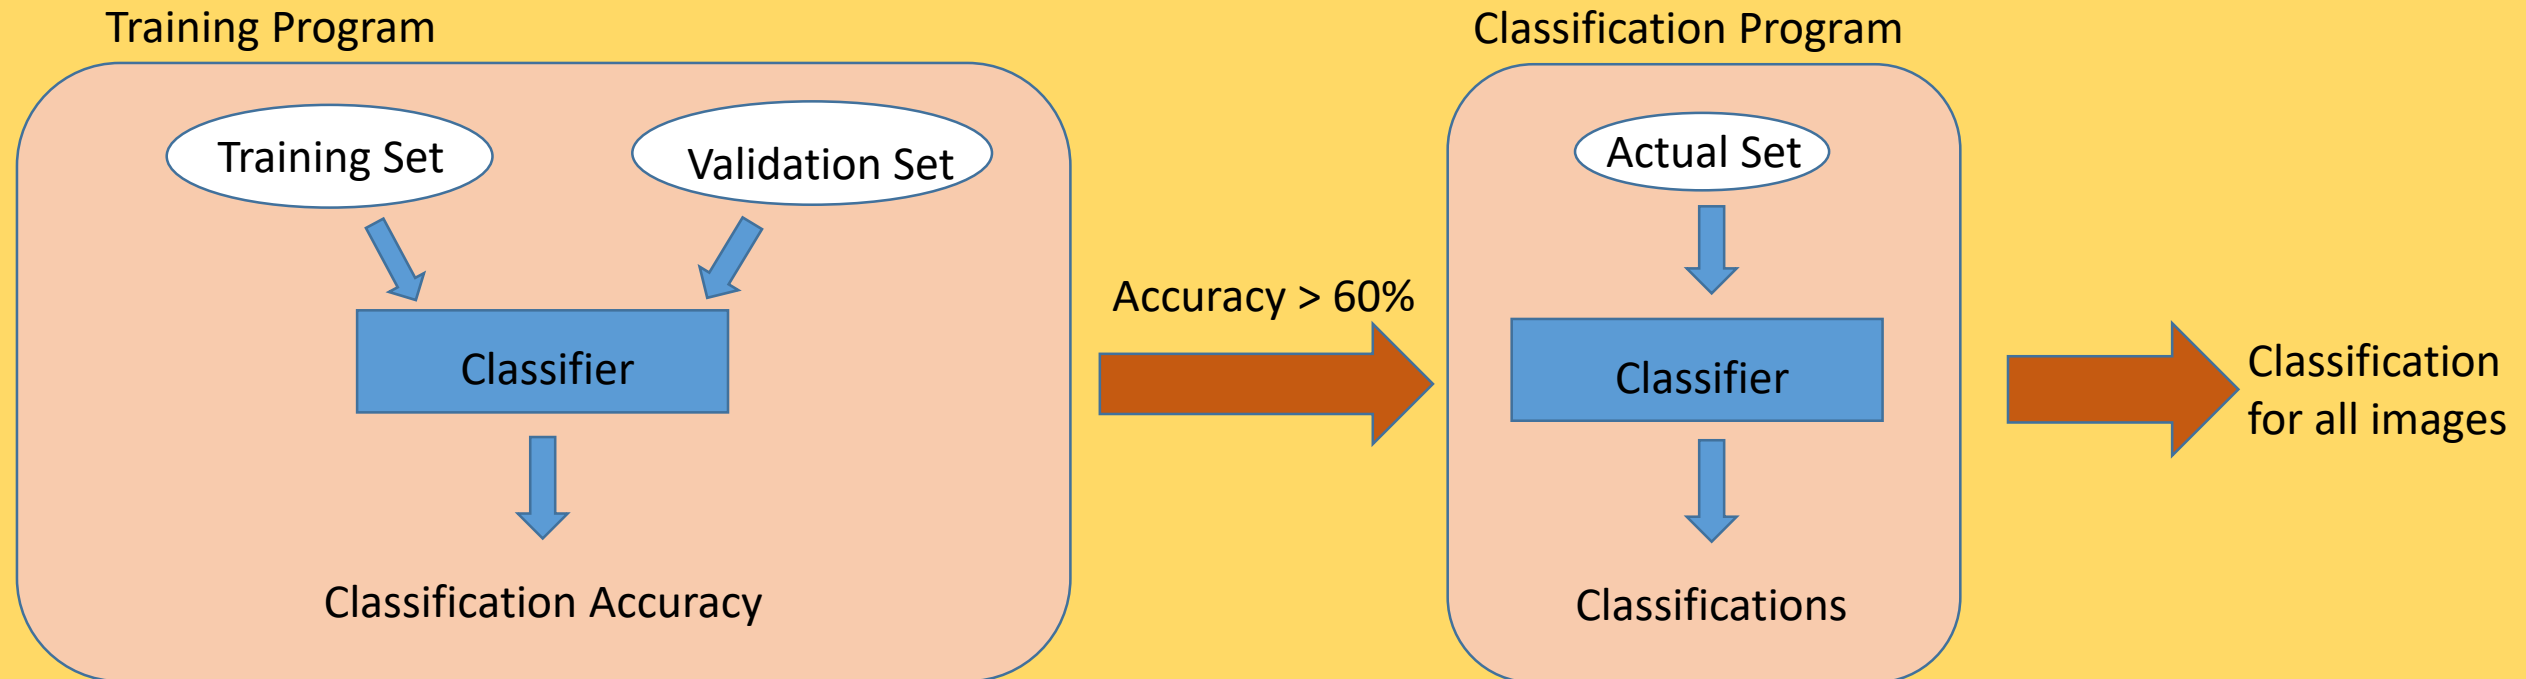 Training Program
Training Set
Validation Set
Classifier
Classification Accuracy
Accuracy > 60%
Classification Program
Actual Set
Classifier
Classifications
Classification
for all images